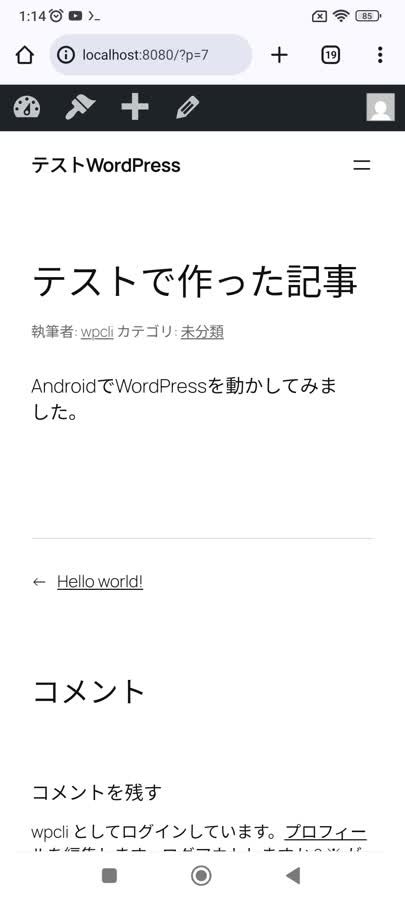 1:14 >_ 85
localhost:8080/?p=7 19
テストWordPress
テストで作った記事
執筆者: wpcli カテゴリ: 未分類
AndroidでWordPressを動かしてみま
した。
← Hello world!
コメント
コメントを残す
wpcli としてログインしています。プロフィー